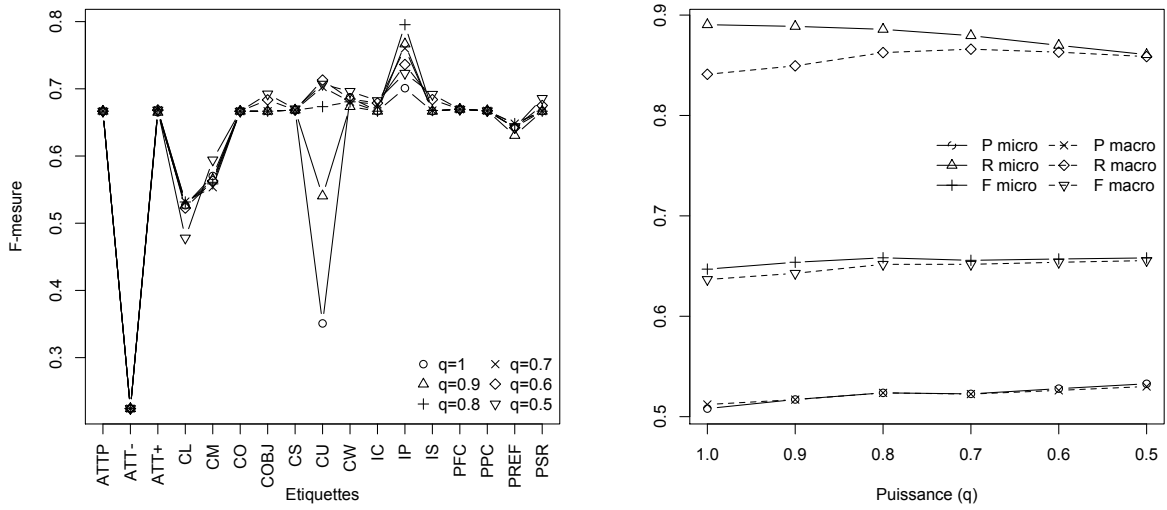 0.8
0.7
0.6
0.5
0.4
0.3
F-mesure
q=1
q=0.9
q=0.8
q=0.7
q=0.6
q=0.5
ATTP
ATT-
ATT+
CL
CM
CO
COBJ
CS
CU
CW
IC
IP
IS
PFC
PPC
PREF
PSR
Etiquettes
0.9
0.8
0.7
0.6
0.5
P micro
R micro
F micro
P macro
R macro
F macro
1.0
0.9
0.8
0.7
0.6
0.5
Puissance (q)